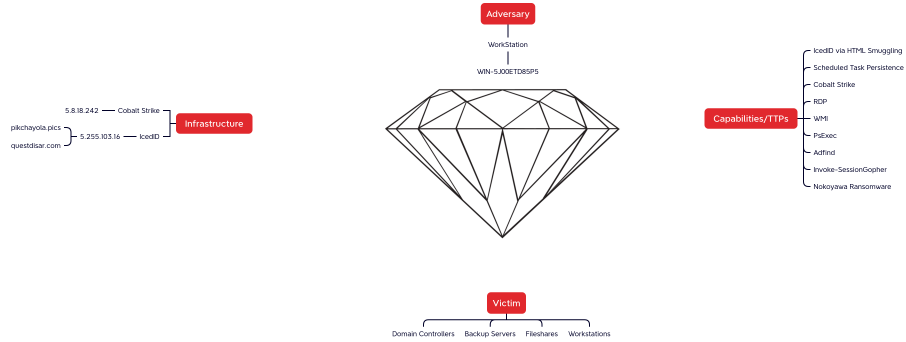 Adversary
WorkStation
WIN-5J00ETD85P5
Infrastructure
5.8.18.242
Cobalt Strike
pikchayola.pics
questdisar.com
5.255.103.16
IcedID
Capabilities/TTPs
IcedID via HTML Smuggling
Scheduled Task Persistence
Cobalt Strike
RDP
WMI
PsExec
Adfind
Invoke-SessionGopher
Nokoyawa Ransomware
Victim
Domain Controllers
Backup Servers
Fileshares
Workstations